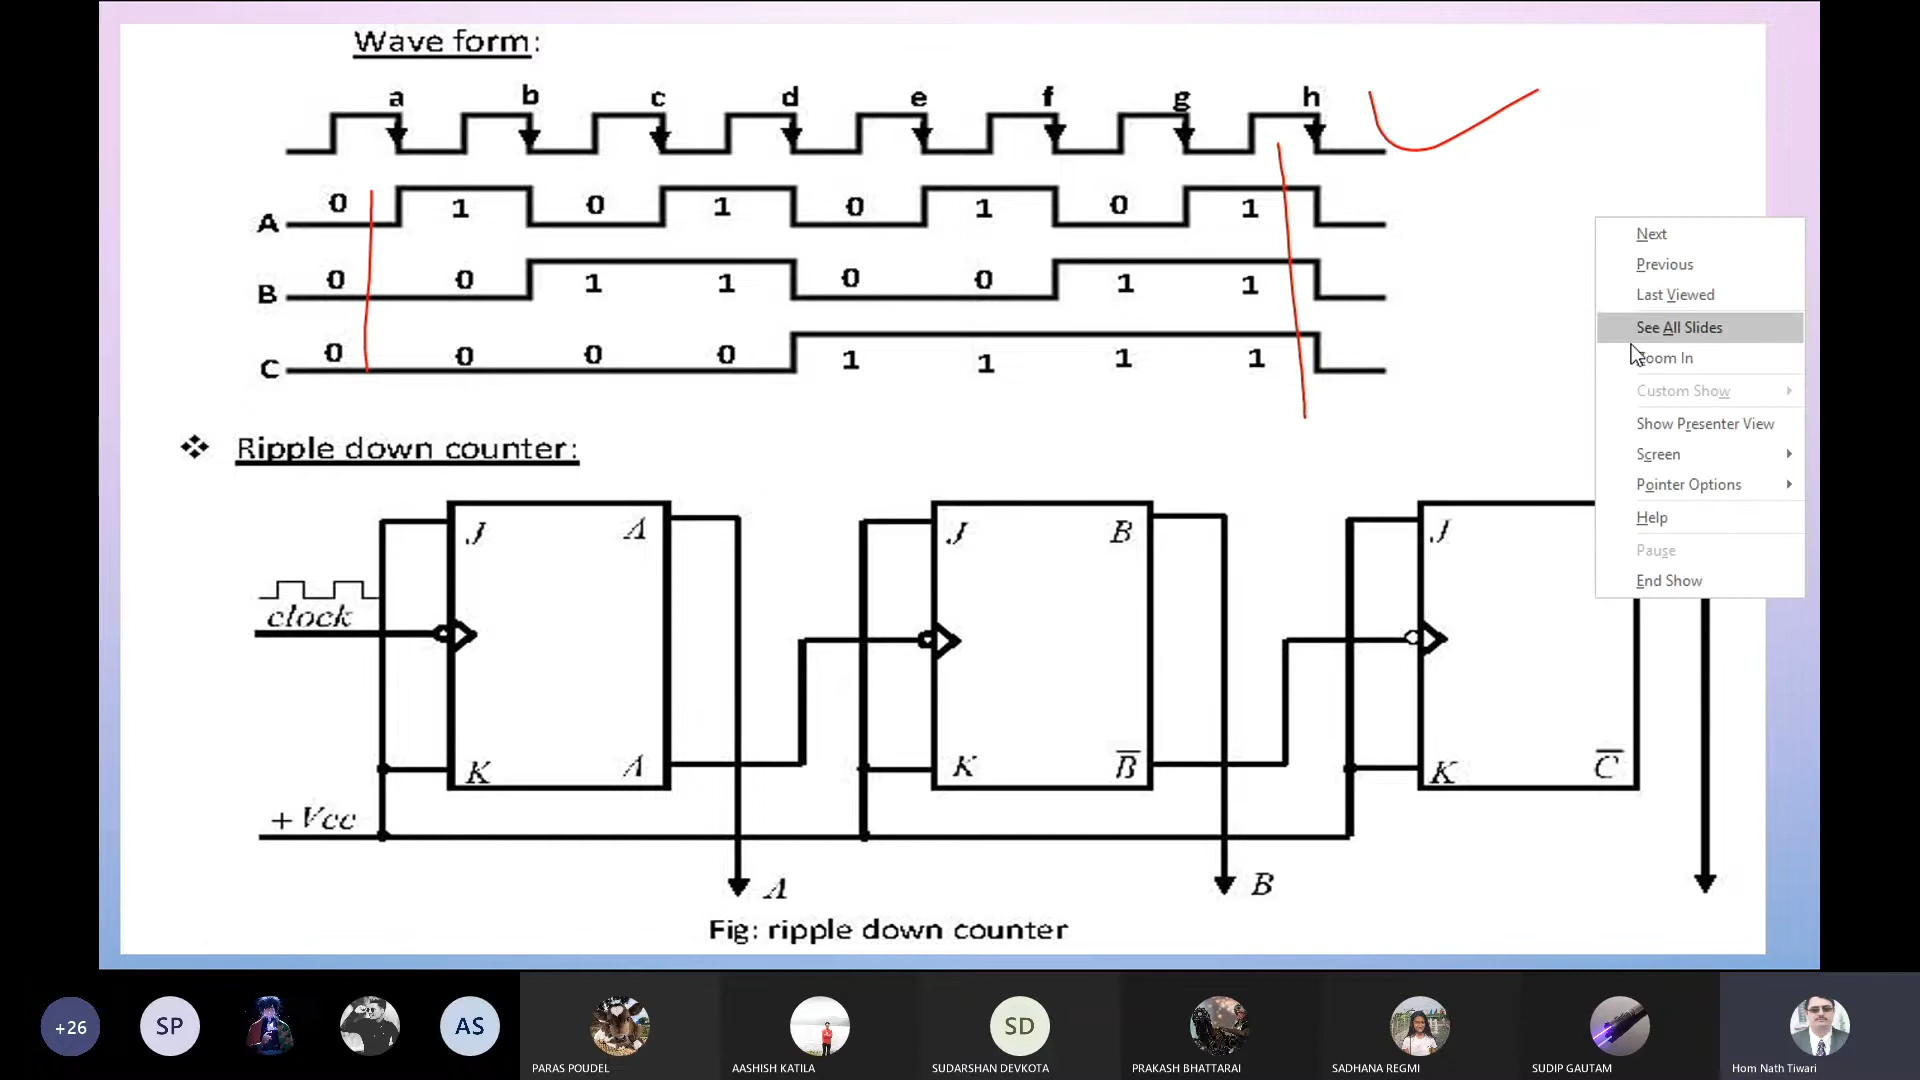 Wave form:
a b c d e f g h
A 0 1 0 1 0 1 0 1
B 0 0 1 1 0 0 1 1
C 0 0 0 0 1 1 1 1
❖ Ripple down counter:
J A J B J
clock
K A K B̅ K C̅
+Vcc
A B
Fig: ripple down counter
Next
Previous
Last Viewed
See All Slides
Zoom In
Custom Show
Show Presenter View
Screen
Pointer Options
Help
Pause
End Show
+26 SP AS SD
PARAS POUDEL AASHISH KATILA SUDARSHAN DEVKOTA PRAKASH BHATTARAI SADHANA REGMI SUDIP GAUTAM Hom Nath Tiwari